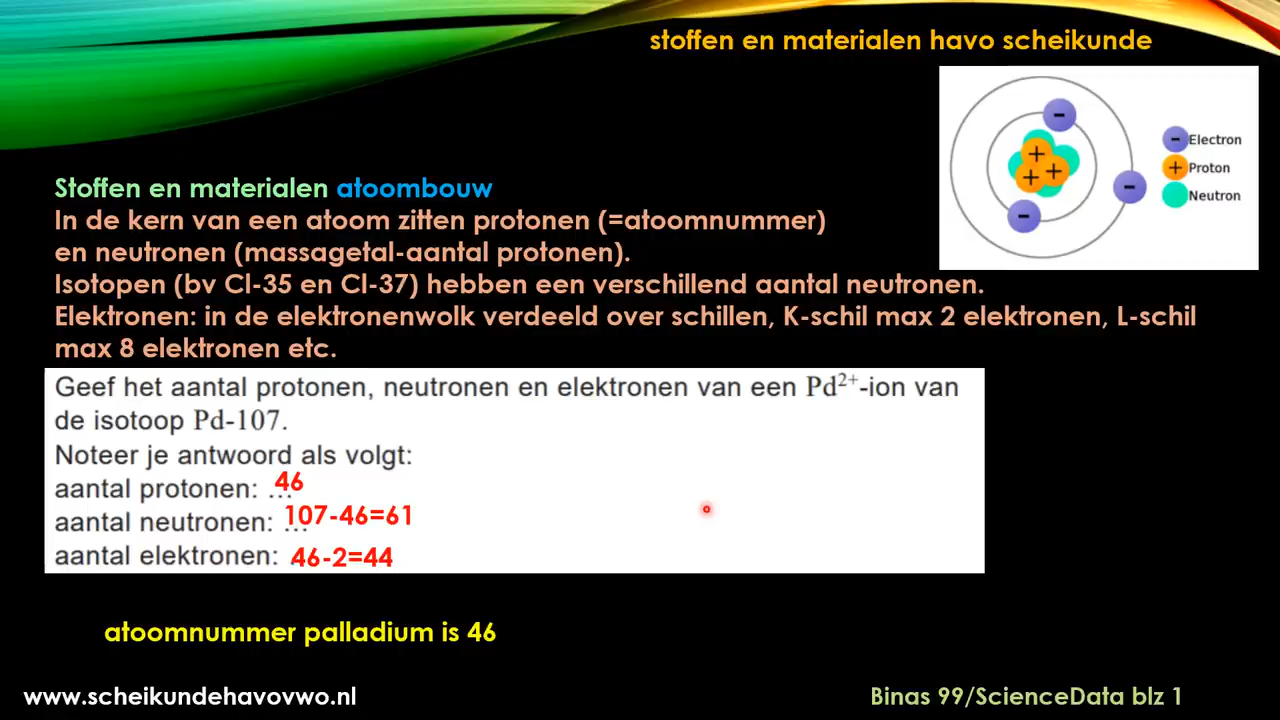 stoffen en materialen havo scheikunde
- Electron
+ Proton
Neutron
Stoffen en materialen atoombouw
In de kern van een atoom zitten protonen (=atoomnummer)
en neutronen (massagetal-aantal protonen).
Isotopen (bv Cl-35 en Cl-37) hebben een verschillend aantal neutronen.
Elektronen: in de elektronenwolk verdeeld over schillen, K-schil max 2 elektronen, L-schil
max 8 elektronen etc.
Geef het aantal protonen, neutronen en elektronen van een Pd²⁺-ion van
de isotoop Pd-107.
Noteer je antwoord als volgt:
aantal protonen: ... 46
aantal neutronen: ... 107-46=61
aantal elektronen: 46-2=44
atoomnummer palladium is 46
www.scheikundehavovwo.nl
Binas 99/ScienceData blz 1